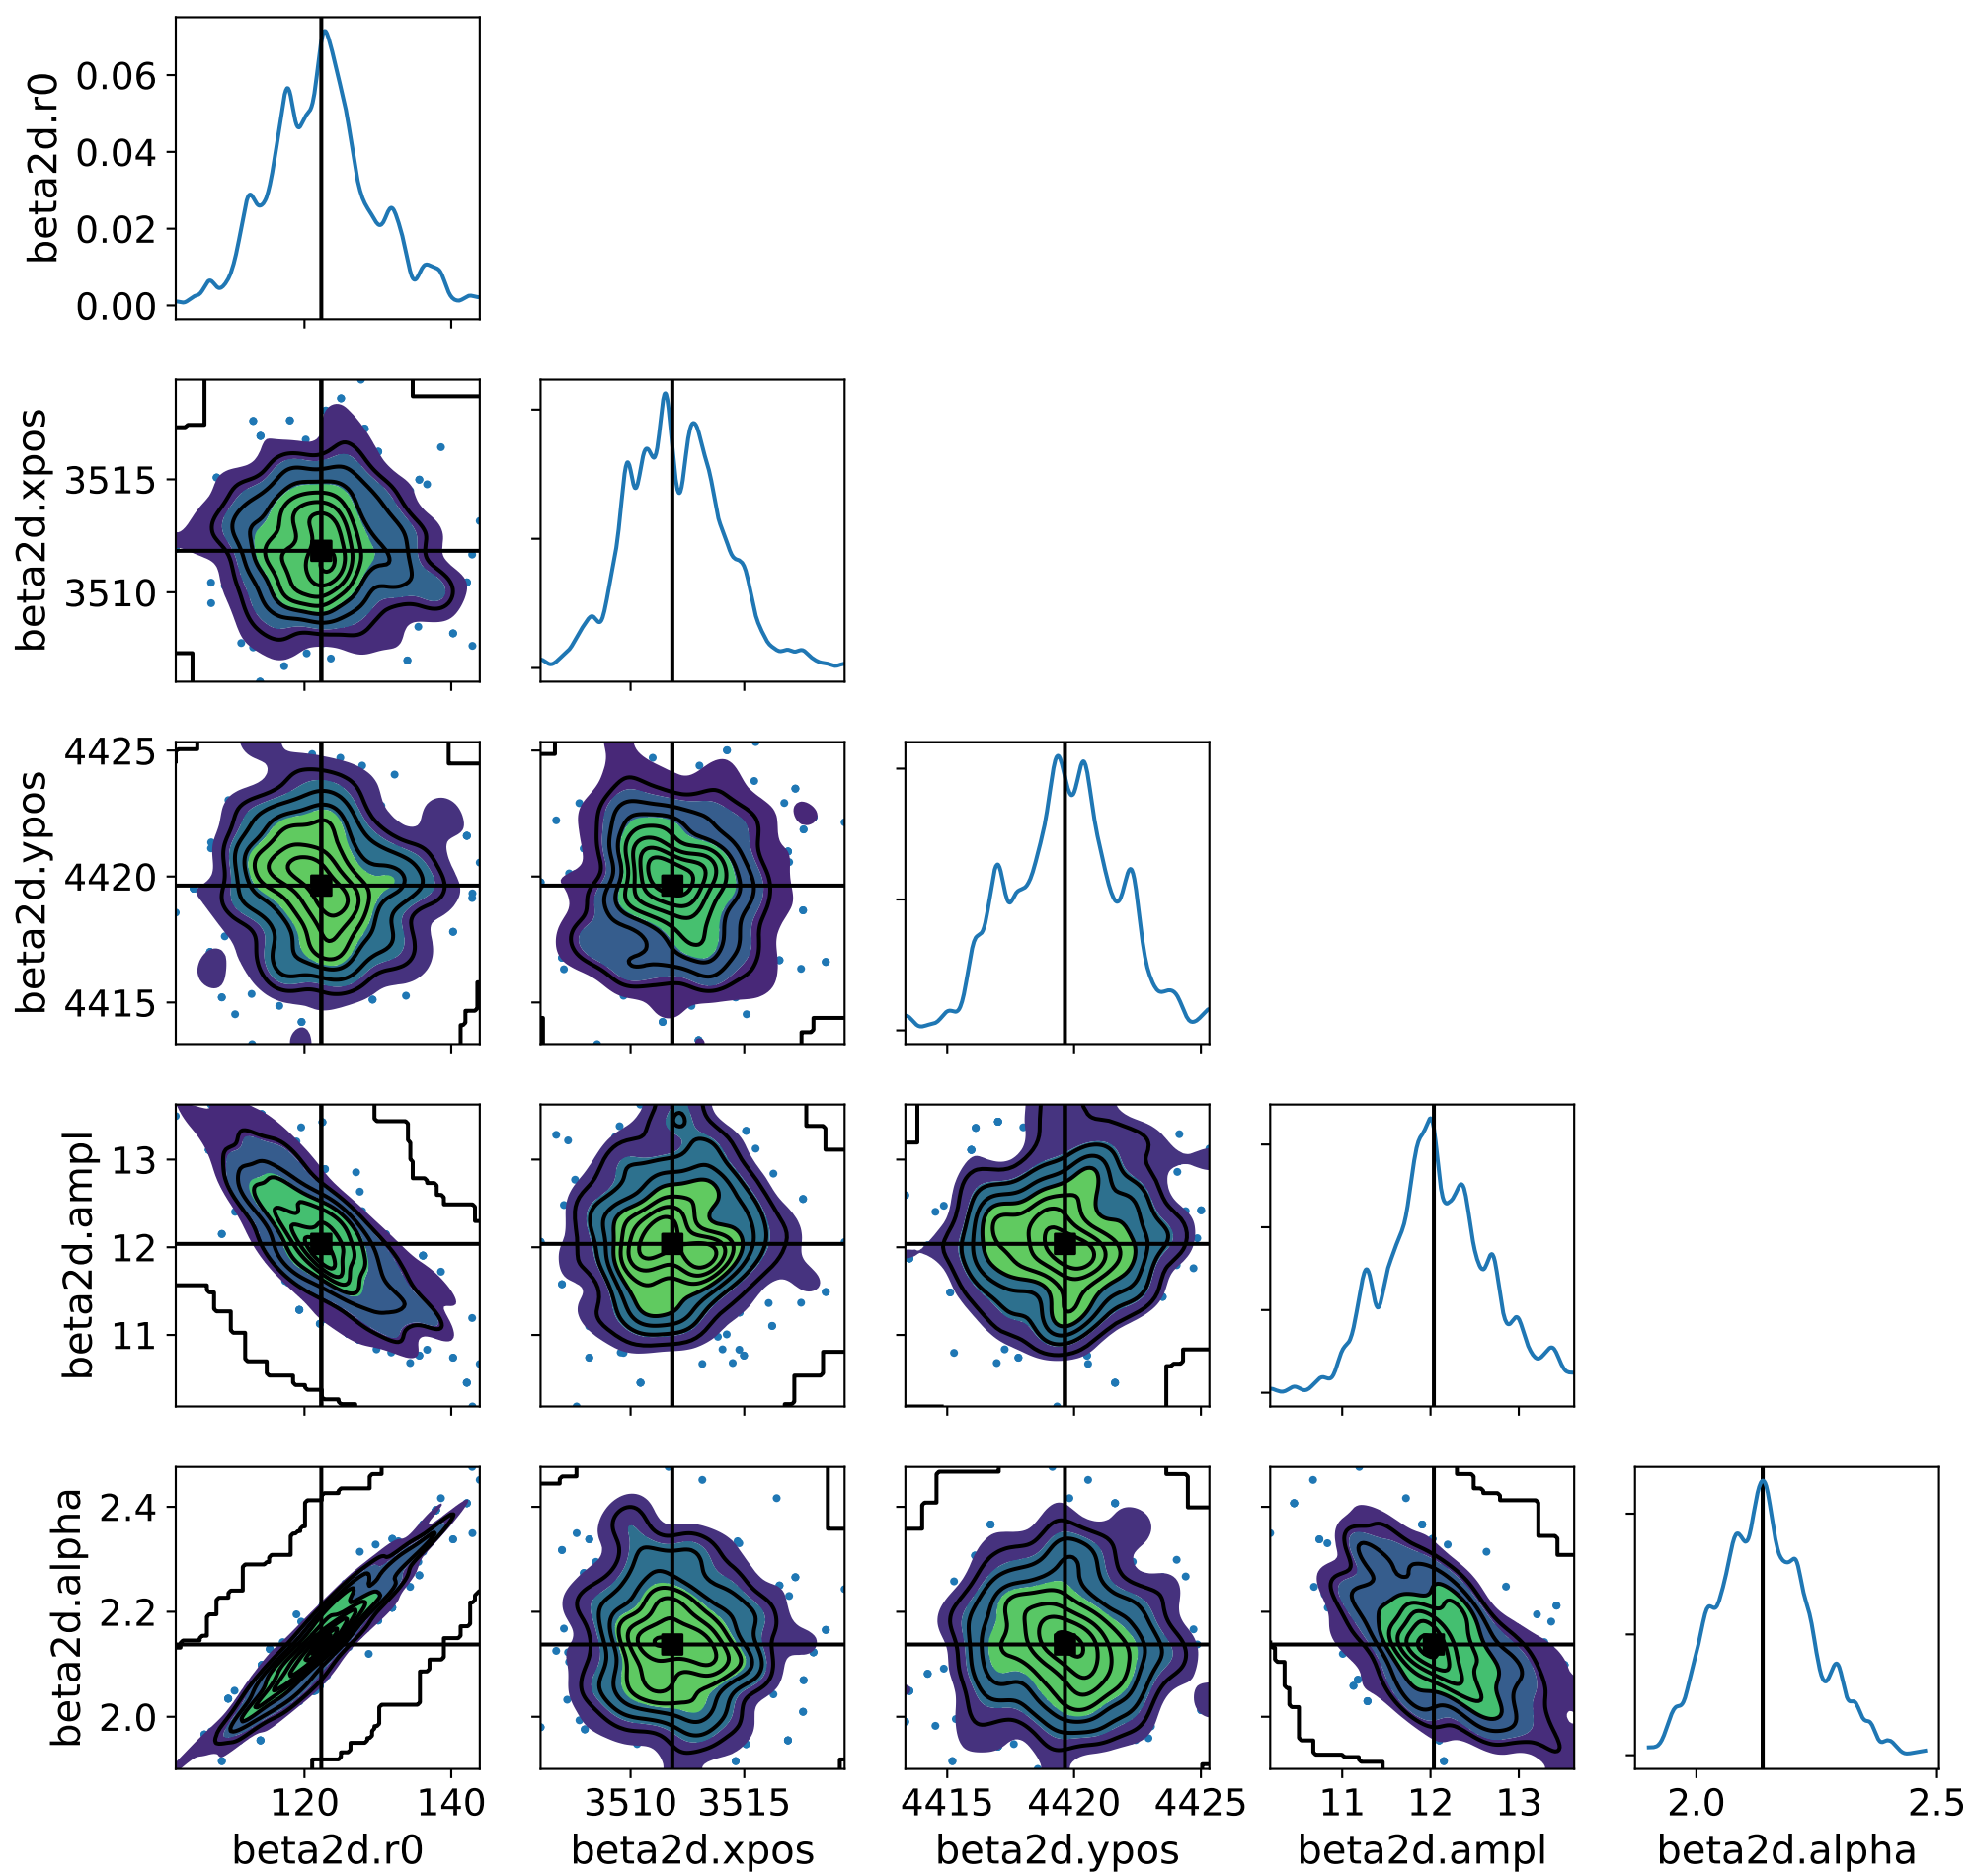 beta2d.r0
0.06
0.04
0.02
0.00
beta2d.xpos
3515
3510
beta2d.ypos
4425
4420
4415
beta2d.ampl
13
12
11
beta2d.alpha
2.4
2.2
2.0
120 140 3510 3515 4415 4420 4425 11 12 13 2.0 2.5
beta2d.r0 beta2d.xpos beta2d.ypos beta2d.ampl beta2d.alpha